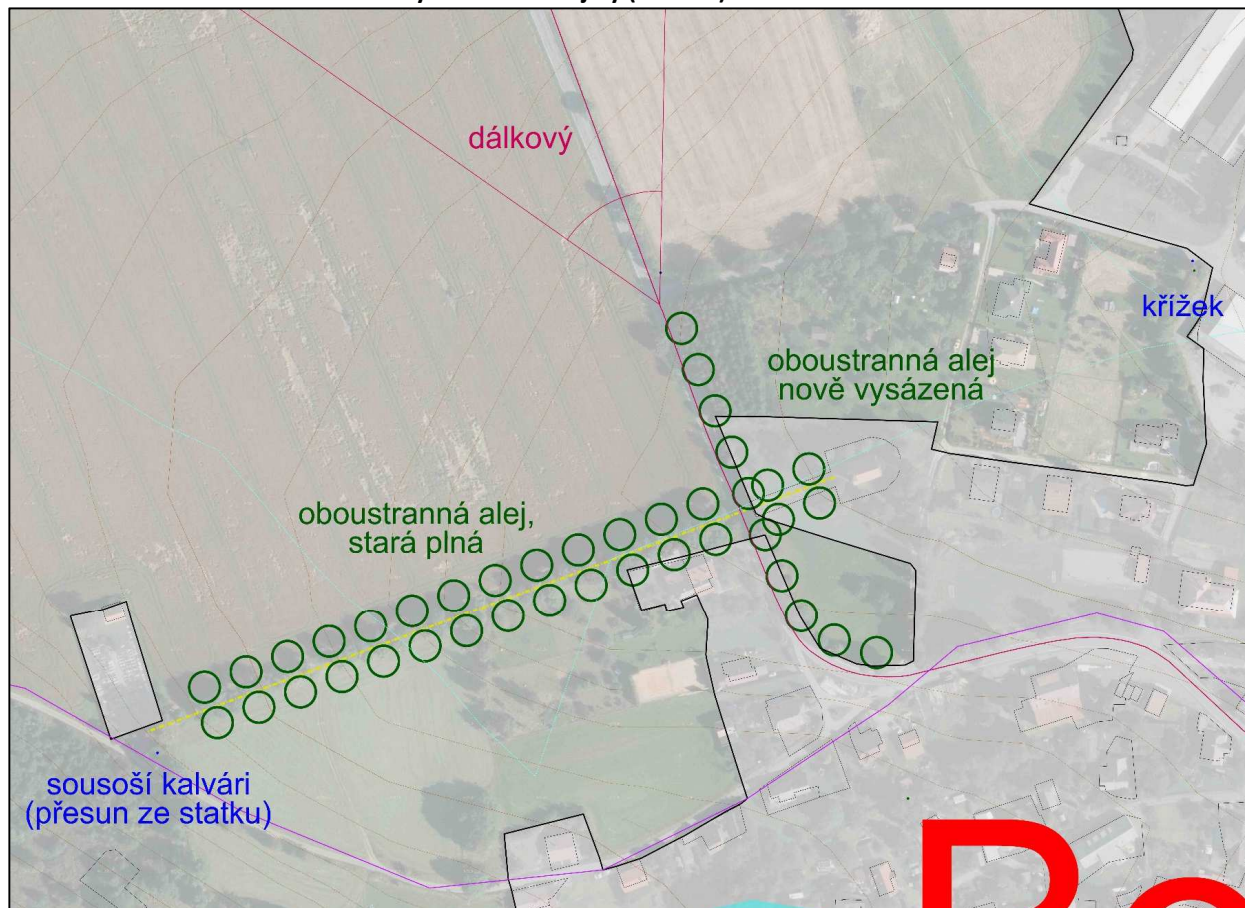 dálkový
křížek
oboustranná alej
nově vysázená
oboustranná alej,
stará plná
sousoší kalvári
(přesun ze statku)